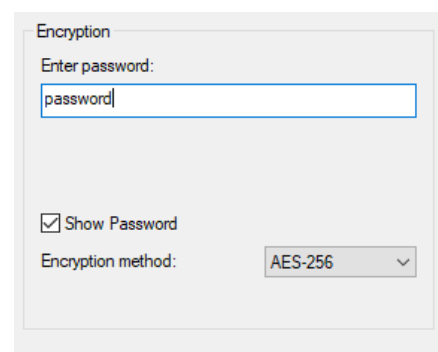 Encryption
Enter password:
password
Show Password
Encryption method:
AES-256